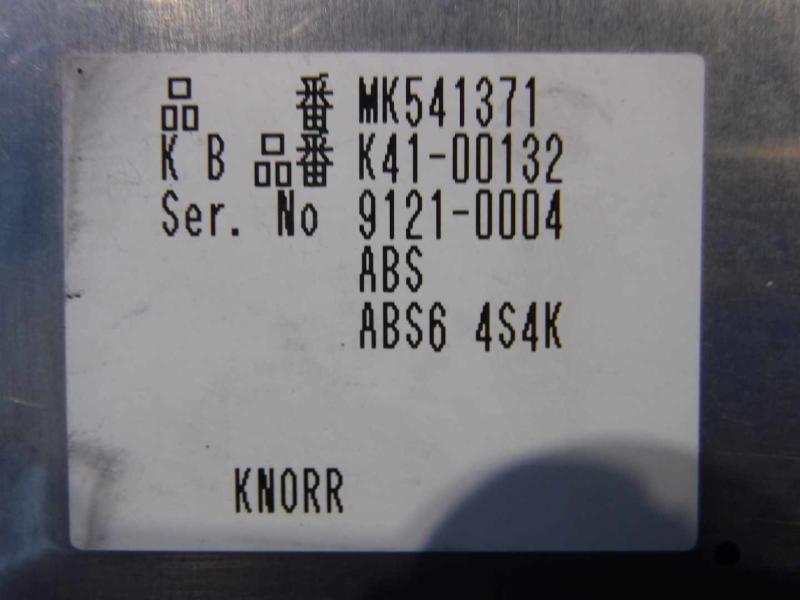 品 番 MK541371
K B 品番 K41-00132
Ser. No 9121-0004
ABS
ABS6 4S4K
KNORR